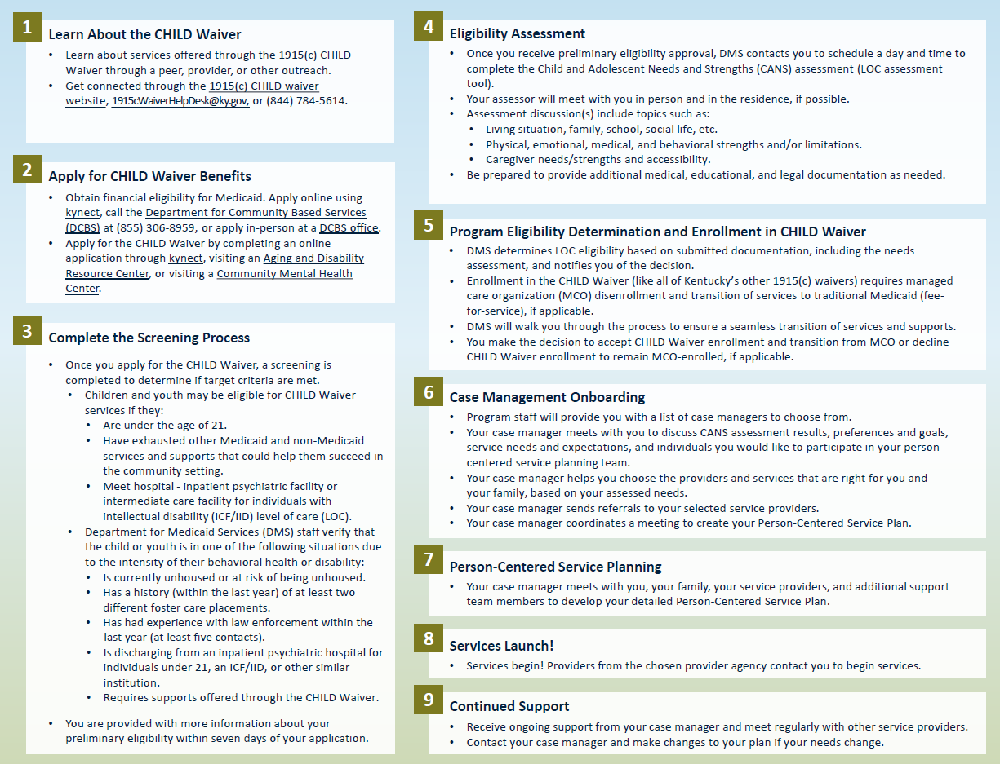 1
Learn About the CHILD Waiver
• Learn about services offered through the 1915(c) CHILD
Waiver through a peer, provider, or other outreach.
• Get connected through the 1915(c) CHILD waiver
website, 1915cWaiverHelpDesk@ky.gov, or (844) 784-5614.
2
Apply for CHILD Waiver Benefits
• Obtain financial eligibility for Medicaid. Apply online using
kynect, call the Department for Community Based Services
(DCBS) at (855) 306-8959, or apply in-person at a DCBS office.
• Apply for the CHILD Waiver by completing an online
application through kynect, visiting an Aging and Disability
Resource Center, or visiting a Community Mental Health
Center.
3
Complete the Screening Process
• Once you apply for the CHILD Waiver, a screening is
completed to determine if target criteria are met.
• Children and youth may be eligible for CHILD Waiver
services if they:
• Are under the age of 21.
• Have exhausted other Medicaid and non-Medicaid
services and supports that could help them succeed in
the community setting.
• Meet hospital - inpatient psychiatric facility or
intermediate care facility for individuals with
intellectual disability (ICF/IID) level of care (LOC).
• Department for Medicaid Services (DMS) staff verify that
the child or youth is in one of the following situations due
to the intensity of their behavioral health or disability:
• Is currently unhoused or at risk of being unhoused.
• Has a history (within the last year) of at least two
different foster care placements.
• Has had experience with law enforcement within the
last year (at least five contacts).
• Is discharging from an inpatient psychiatric hospital for
individuals under 21, an ICF/IID, or other similar
institution.
• Requires supports offered through the CHILD Waiver.
• You are provided with more information about your
preliminary eligibility within seven days of your application.
4
Eligibility Assessment
• Once you receive preliminary eligibility approval, DMS contacts you to schedule a day and time to
complete the Child and Adolescent Needs and Strengths (CANS) assessment (LOC assessment
tool).
• Your assessor will meet with you in person and in the residence, if possible.
• Assessment discussion(s) include topics such as:
• Living situation, family, school, social life, etc.
• Physical, emotional, medical, and behavioral strengths and/or limitations.
• Caregiver needs/strengths and accessibility.
• Be prepared to provide additional medical, educational, and legal documentation as needed.
5
Program Eligibility Determination and Enrollment in CHILD Waiver
• DMS determines LOC eligibility based on submitted documentation, including the needs
assessment, and notifies you of the decision.
• Enrollment in the CHILD Waiver (like all of Kentucky's other 1915(c) waivers) requires managed
care organization (MCO) disenrollment and transition of services to traditional Medicaid (fee-
for-service), if applicable.
• DMS will walk you through the process to ensure a seamless transition of services and supports.
• You make the decision to accept CHILD Waiver enrollment and transition from MCO or decline
CHILD Waiver enrollment to remain MCO-enrolled, if applicable.
6
Case Management Onboarding
• Program staff will provide you with a list of case managers to choose from.
• Your case manager meets with you to discuss CANS assessment results, preferences and goals,
service needs and expectations, and individuals you would like to participate in your person-
centered service planning team.
• Your case manager helps you choose the providers and services that are right for you and
your family, based on your assessed needs.
• Your case manager sends referrals to your selected service providers.
• Your case manager coordinates a meeting to create your Person-Centered Service Plan.
7
Person-Centered Service Planning
• Your case manager meets with you, your family, your service providers, and additional support
team members to develop your detailed Person-Centered Service Plan.
8
Services Launch!
• Services begin! Providers from the chosen provider agency contact you to begin services.
9
Continued Support
• Receive ongoing support from your case manager and meet regularly with other service providers.
• Contact your case manager and make changes to your plan if your needs change.